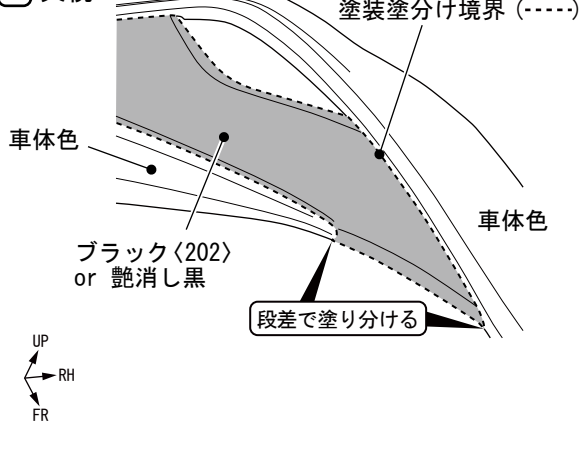 塗装塗分け境界 (-----)
車体色
車体色
ブラック〈202〉
or 艶消し黒
段差で塗り分ける
UP
RH
FR